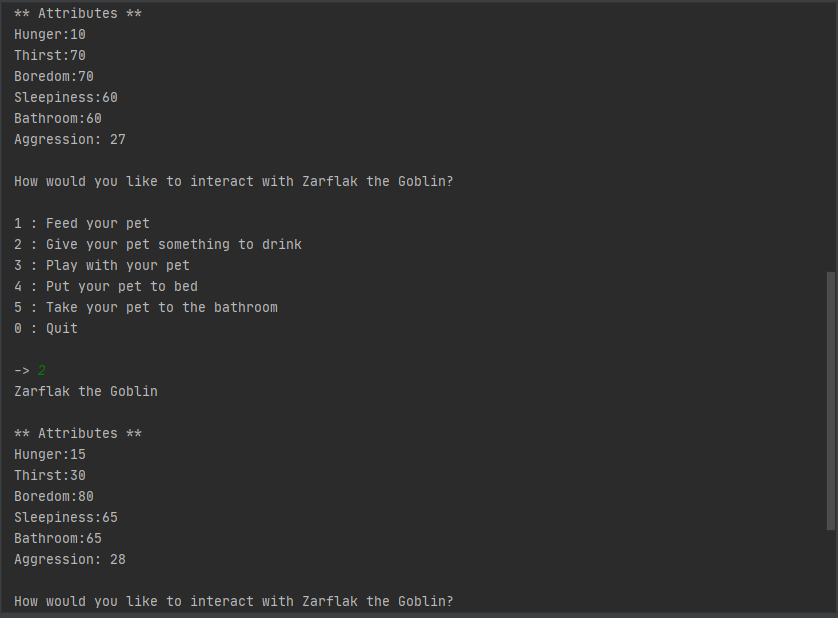 ** Attributes **
Hunger:10
Thirst:70
Boredom:70
Sleepiness:60
Bathroom:60
Aggression: 27
How would you like to interact with Zarflak the Goblin?
1 : Feed your pet
2 : Give your pet something to drink
3 : Play with your pet
4 : Put your pet to bed
5 : Take your pet to the bathroom
0 : Quit
-> 2
Zarflak the Goblin
** Attributes **
Hunger:15
Thirst:30
Boredom:80
Sleepiness:65
Bathroom:65
Aggression: 28
How would you like to interact with Zarflak the Goblin?